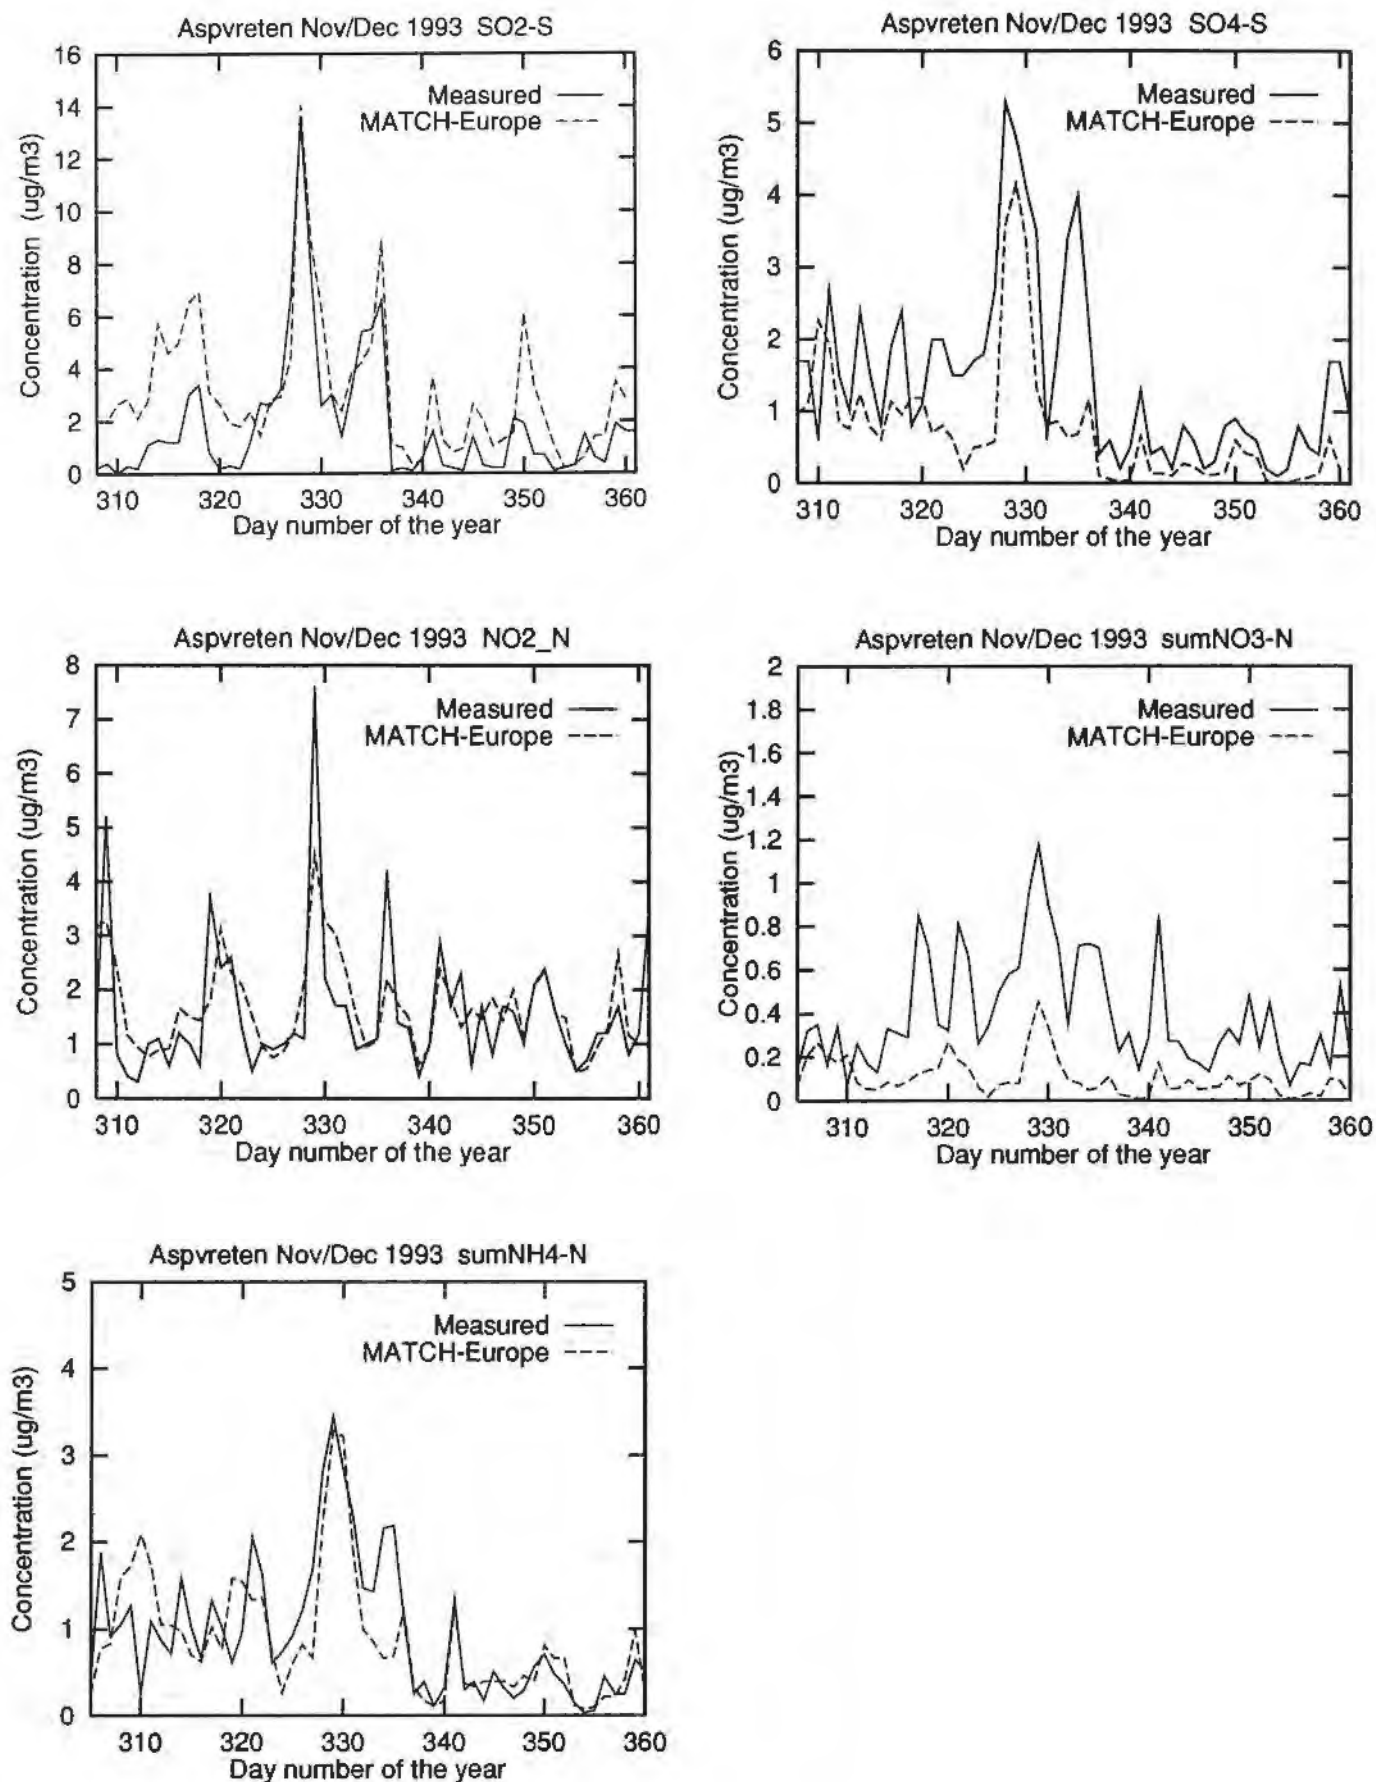 Aspvreten Nov/Dec 1993 SO2-S
16
14
12
10
8
6
4
2
0
Concentration (ug/m3)
Measured
MATCH-Europe
310 320 330 340 350 360
Day number of the year
Aspvreten Nov/Dec 1993 SO4-S
6
5
4
3
2
1
0
Concentration (ug/m3)
Measured
MATCH-Europe
310 320 330 340 350 360
Day number of the year
Aspvreten Nov/Dec 1993 NO2_N
8
7
6
5
4
3
2
1
0
Concentration (ug/m3)
Measured
MATCH-Europe
310 320 330 340 350 360
Day number of the year
Aspvreten Nov/Dec 1993 sumNO3-N
2
1.8
1.6
1.4
1.2
1
0.8
0.6
0.4
0.2
0
Concentration (ug/m3)
Measured
MATCH-Europe
310 320 330 340 350 360
Day number of the year
Aspvreten Nov/Dec 1993 sumNH4-N
5
4
3
2
1
0
Concentration (ug/m3)
Measured
MATCH-Europe
310 320 330 340 350 360
Day number of the year